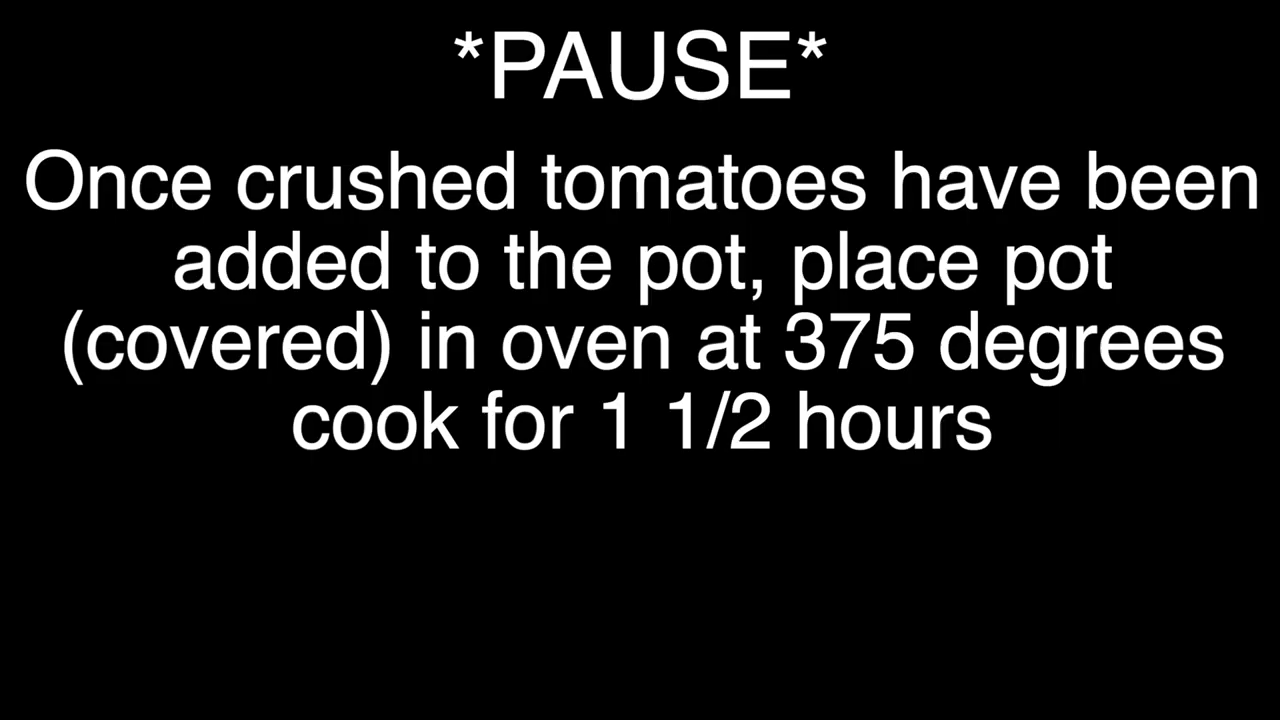 *PAUSE*
Once crushed tomatoes have been
added to the pot, place pot
(covered) in oven at 375 degrees
cook for 1 1/2 hours